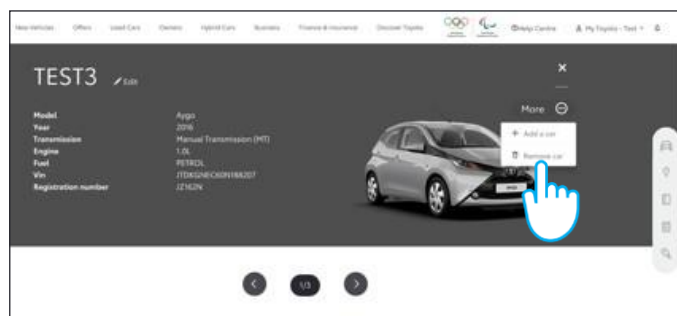 New Vehicles Offers Used Cars Owners Hybrid Cars Business Finance & insurance Discover Toyota Help Centre My Toyota - Test
TEST3 Edit
More
Model Aygo
Year 2016
Transmission Manual Transmission (MT)
Engine 1.0L
Fuel PETROL
Vin
Registration number JZ162N
+ Add a car
Remove car
1/3